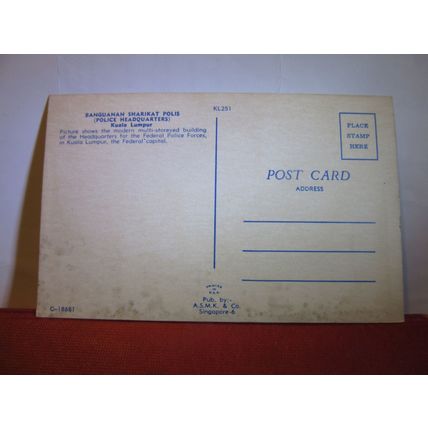 KL251
BANGUANAN SHARIKAT POLIS
(POLICE HEADQUARTERS)
Kuala Lumpur
Picture shows the modern multi-storeyed building
of the Headquarters for the Federal Police Forces,
in Kuala Lumpur, the Federal capital.
PLACE
STAMP
HERE
POST CARD
ADDRESS
Pub. by:-
A.S.M.K. & Co.
Singapore-6
C-18681